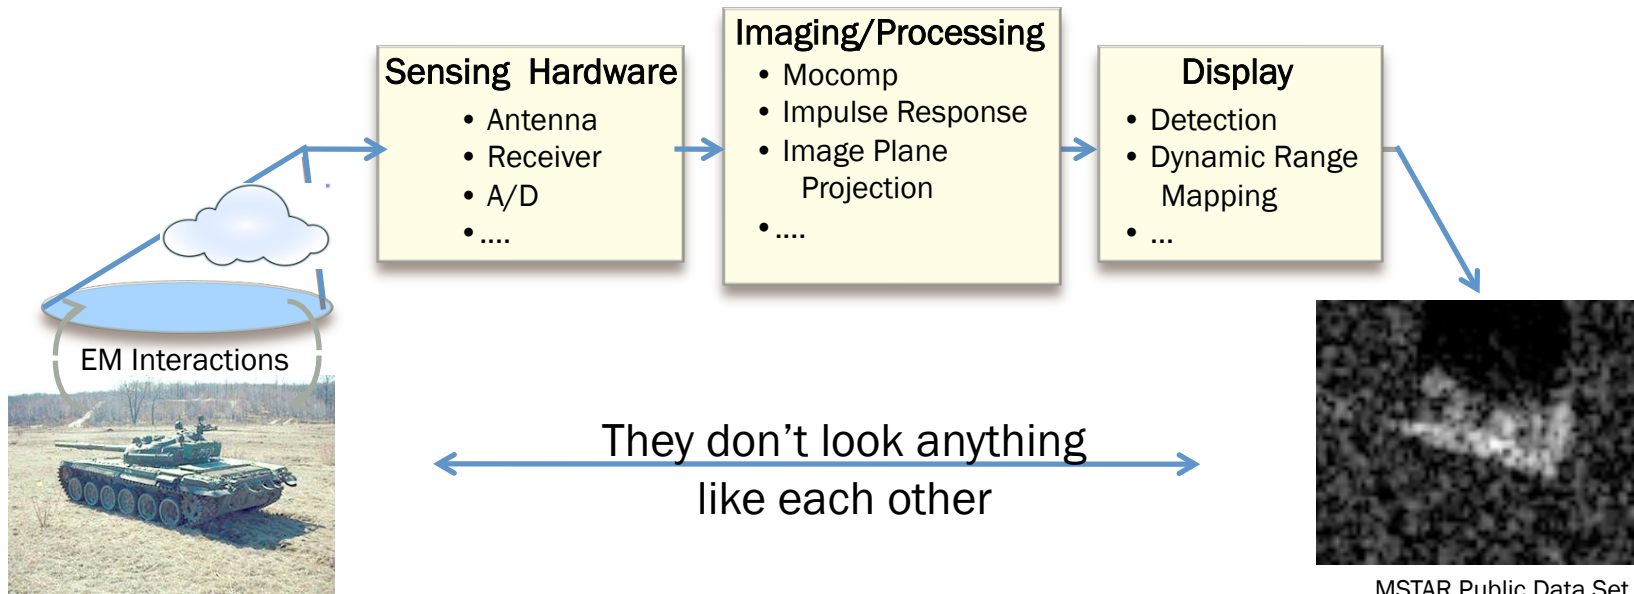 Sensing Hardware
• Antenna
• Receiver
• A/D
• ....
Imaging/Processing
• Mocomp
• Impulse Response
• Image Plane
Projection
• ....
Display
• Detection
• Dynamic Range
Mapping
• ...
EM Interactions
They don't look anything
like each other
MSTAR Public Data Set